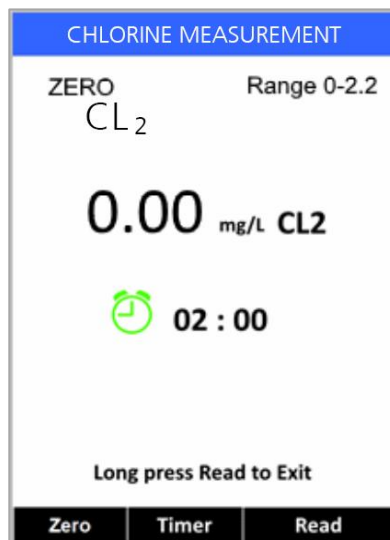 CHLORINE MEASUREMENT
ZERO Range 0-2.2
CL2
0.00 mg/L CL2
02 : 00
Long press Read to Exit
Zero Timer Read